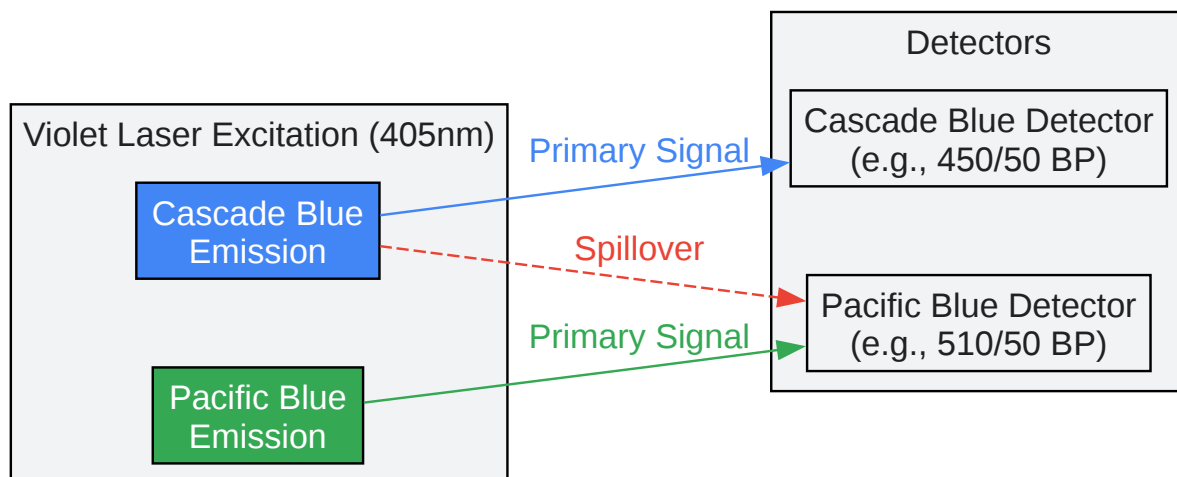 Detectors
Violet Laser Excitation (405nm)
Cascade Blue
Emission
Pacific Blue
Emission
Primary Signal
Spillover
Primary Signal
Cascade Blue Detector
(e.g., 450/50 BP)
Pacific Blue Detector
(e.g., 510/50 BP)